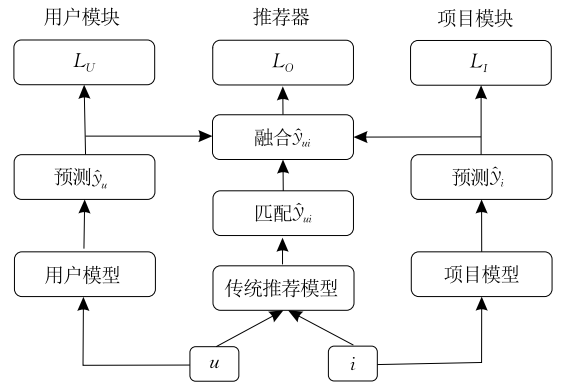 用户模块 推荐器 项目模块
L_U L_O L_I
融合ŷ_ui
预测ŷ_u 预测ŷ_i
匹配ŷ_ui
用户模型 传统推荐模型 项目模型
u i